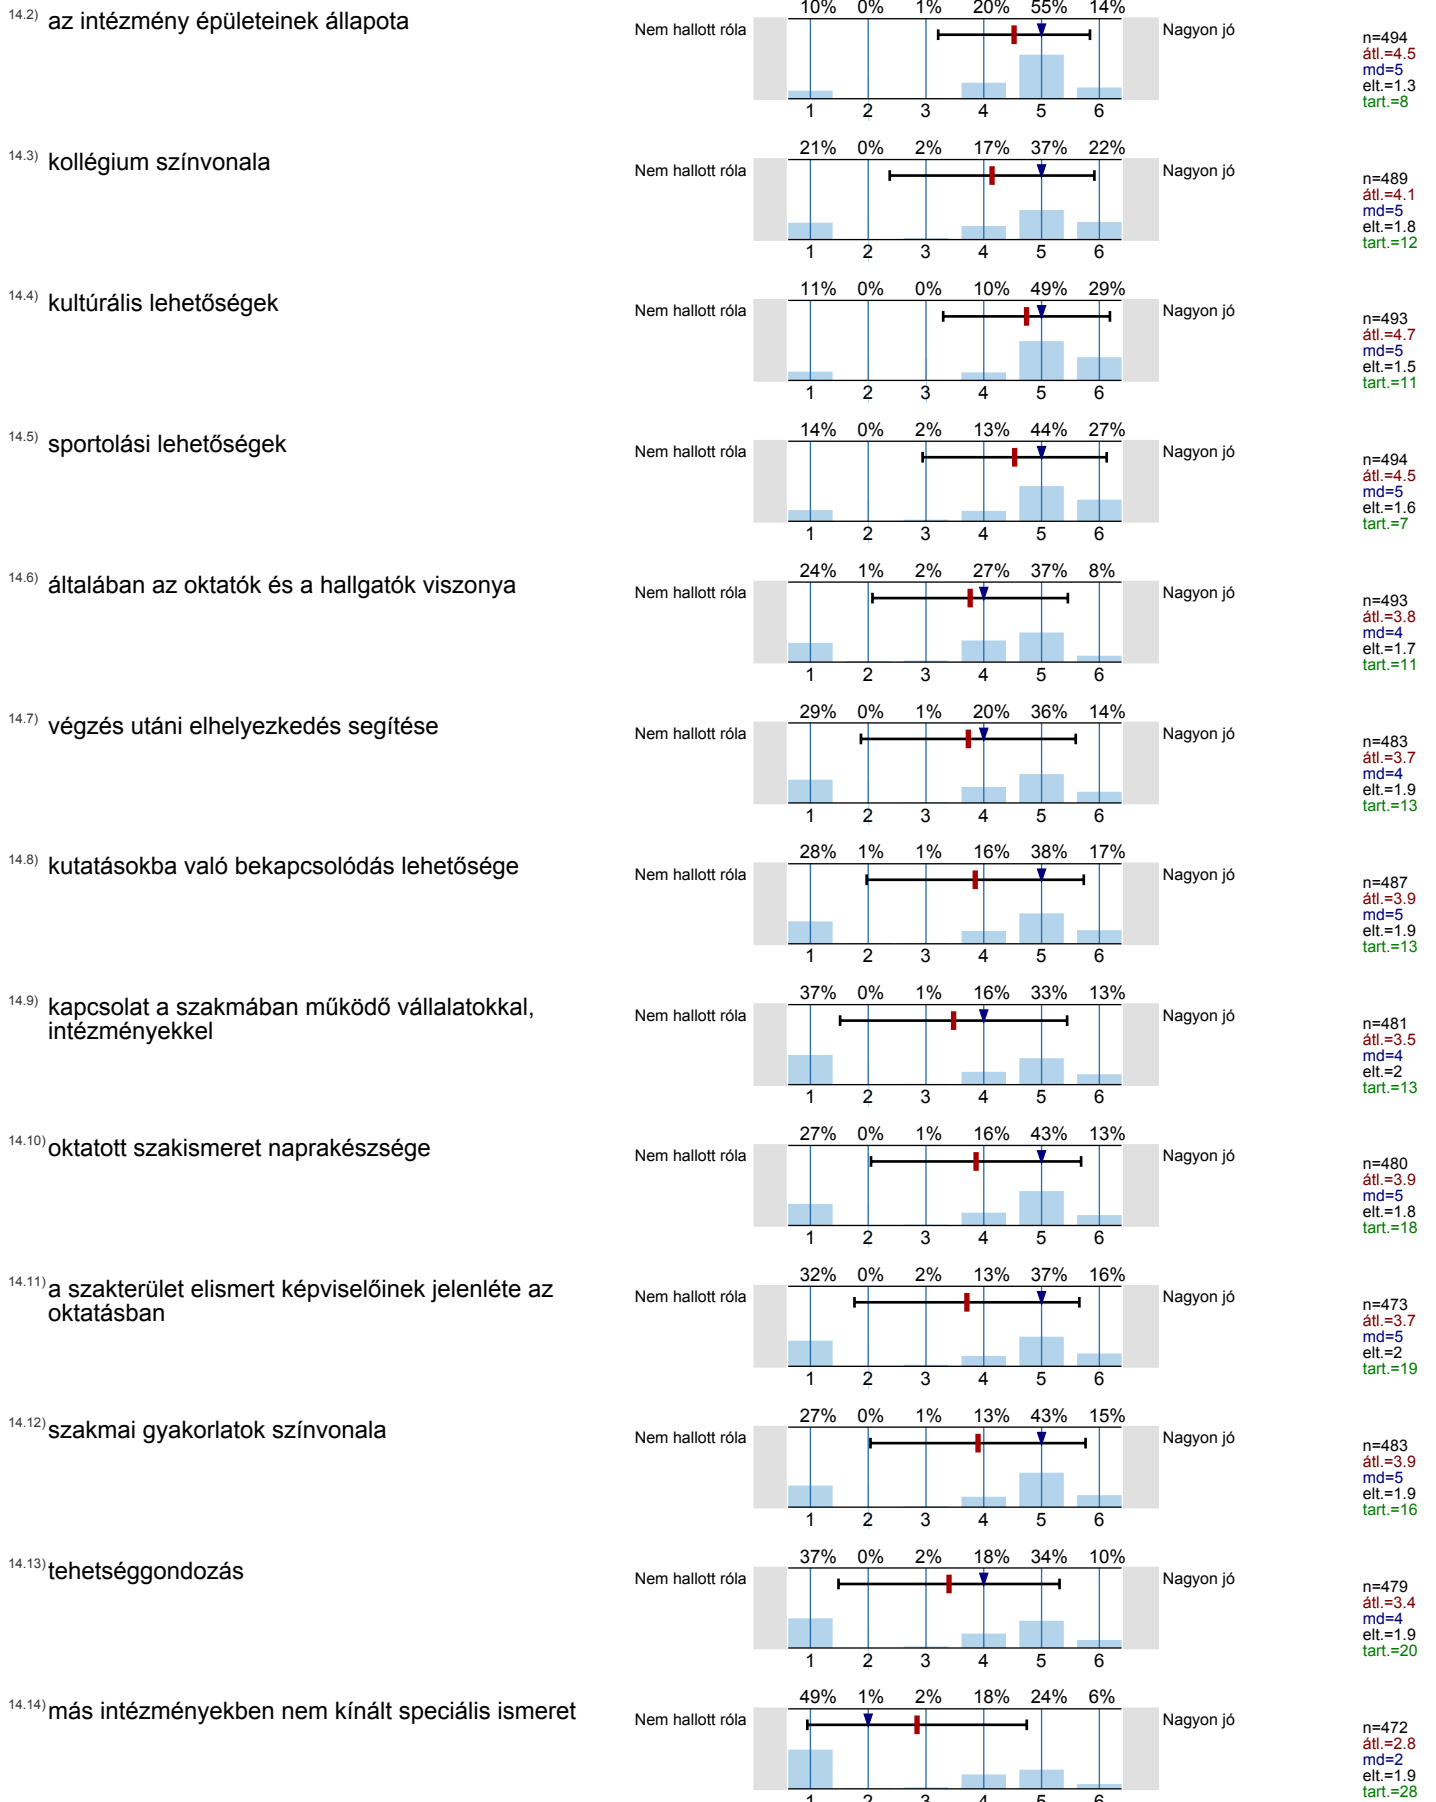 14.2) az intézmény épületeinek állapota
10% 0% 1% 20% 55% 14%
Nem hallott róla Nagyon jó
1 2 3 4 5 6
n=494
átl.=4.5
md=5
elt.=1.3
tart.=8
14.3) kollégium színvonala
21% 0% 2% 17% 37% 22%
Nem hallott róla Nagyon jó
1 2 3 4 5 6
n=489
átl.=4.1
md=5
elt.=1.8
tart.=12
14.4) kultúrális lehetőségek
11% 0% 0% 10% 49% 29%
Nem hallott róla Nagyon jó
1 2 3 4 5 6
n=493
átl.=4.7
md=5
elt.=1.5
tart.=11
14.5) sportolási lehetőségek
14% 0% 2% 13% 44% 27%
Nem hallott róla Nagyon jó
1 2 3 4 5 6
n=494
átl.=4.5
md=5
elt.=1.6
tart.=7
14.6) általában az oktatók és a hallgatók viszonya
24% 1% 2% 27% 37% 8%
Nem hallott róla Nagyon jó
1 2 3 4 5 6
n=493
átl.=3.8
md=4
elt.=1.7
tart.=11
14.7) végzés utáni elhelyezkedés segítése
29% 0% 1% 20% 36% 14%
Nem hallott róla Nagyon jó
1 2 3 4 5 6
n=483
átl.=3.7
md=4
elt.=1.9
tart.=13
14.8) kutatásokba való bekapcsolódás lehetősége
28% 1% 1% 16% 38% 17%
Nem hallott róla Nagyon jó
1 2 3 4 5 6
n=487
átl.=3.9
md=5
elt.=1.9
tart.=13
14.9) kapcsolat a szakmában működő vállalatokkal,
intézményekkel
37% 0% 1% 16% 33% 13%
Nem hallott róla Nagyon jó
1 2 3 4 5 6
n=481
átl.=3.5
md=4
elt.=2
tart.=13
14.10) oktatott szakismeret naprakészsége
27% 0% 1% 16% 43% 13%
Nem hallott róla Nagyon jó
1 2 3 4 5 6
n=480
átl.=3.9
md=5
elt.=1.8
tart.=18
14.11) a szakterület elismert képviselőinek jelenléte az
oktatásban
32% 0% 2% 13% 37% 16%
Nem hallott róla Nagyon jó
1 2 3 4 5 6
n=473
átl.=3.7
md=5
elt.=2
tart.=19
14.12) szakmai gyakorlatok színvonala
27% 0% 1% 13% 43% 15%
Nem hallott róla Nagyon jó
1 2 3 4 5 6
n=483
átl.=3.9
md=5
elt.=1.9
tart.=16
14.13) tehetséggondozás
37% 0% 2% 18% 34% 10%
Nem hallott róla Nagyon jó
1 2 3 4 5 6
n=479
átl.=3.4
md=4
elt.=1.9
tart.=20
14.14) más intézményekben nem kínált speciális ismeret
49% 1% 2% 18% 24% 6%
Nem hallott róla Nagyon jó
1 2 3 4 5 6
n=472
átl.=2.8
md=2
elt.=1.9
tart.=28